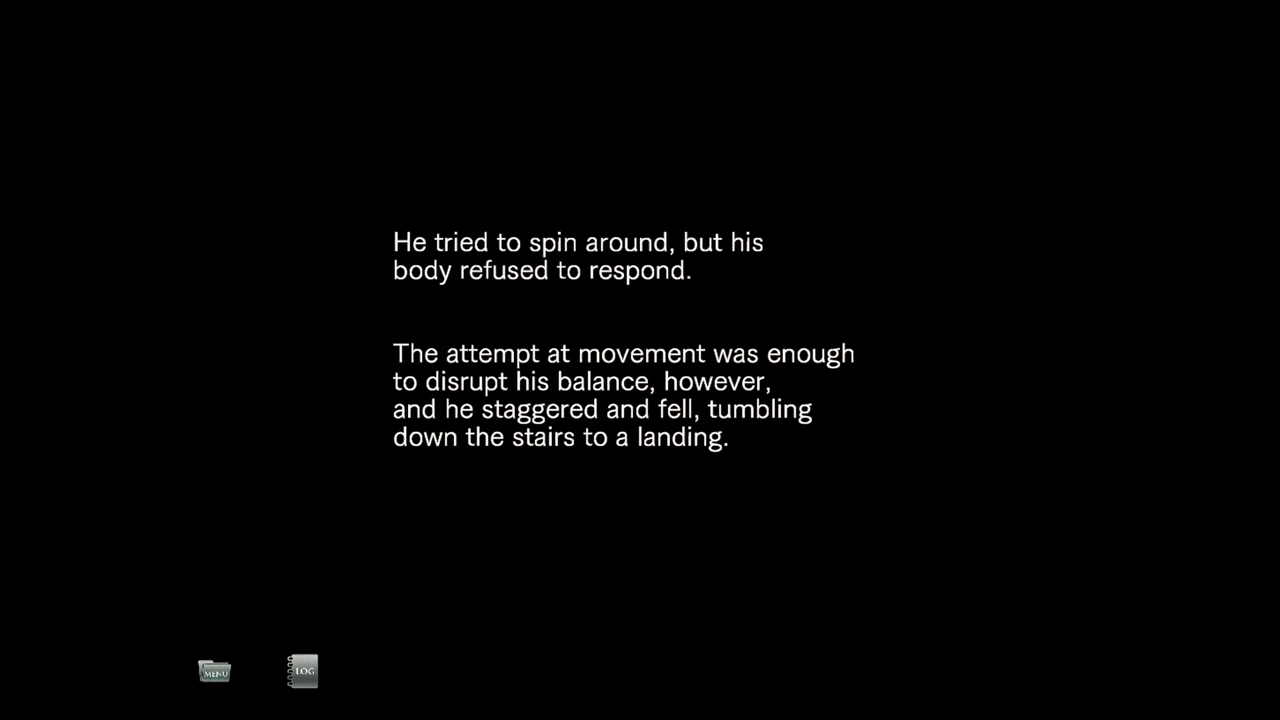 He tried to spin around, but his
body refused to respond.
The attempt at movement was enough
to disrupt his balance, however,
and he staggered and fell, tumbling
down the stairs to a landing.
MENU
LOG